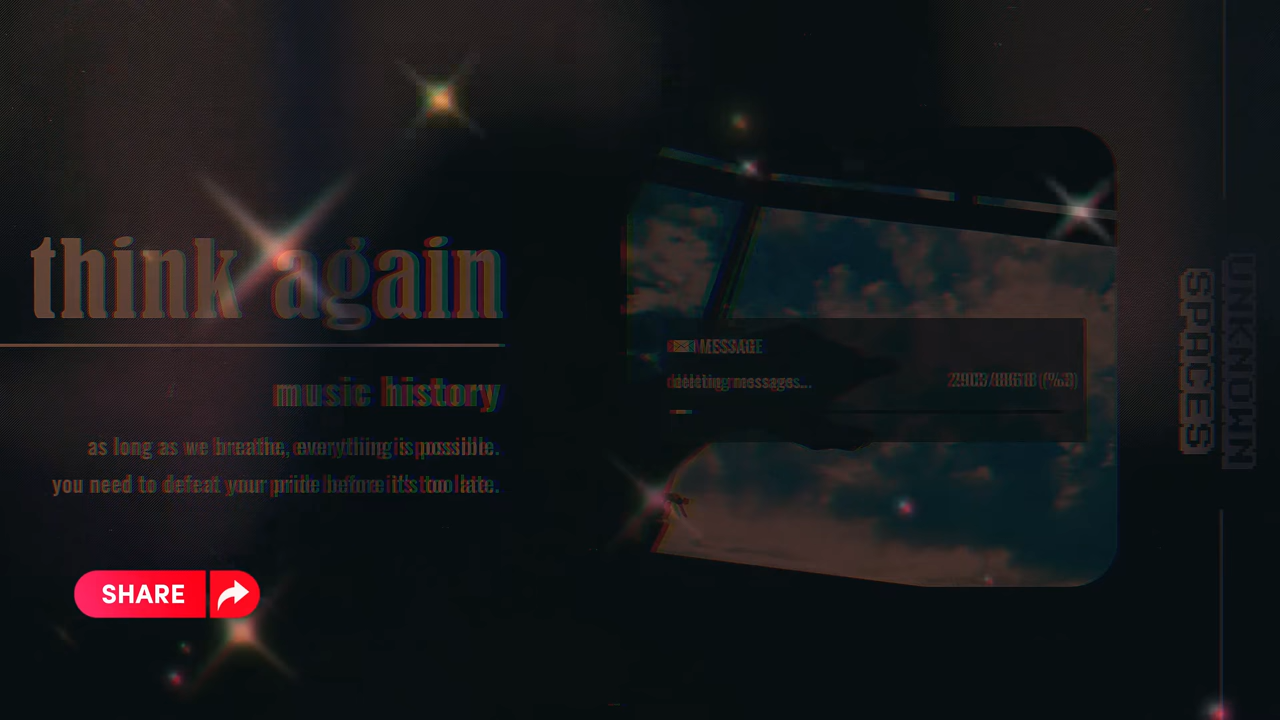 think again
music history
as long as we breathe, everything is possible.
you need to defeat your pride before it's too late.
SHARE
MESSAGE
deleting messages...
UNKNOWN
SPACES